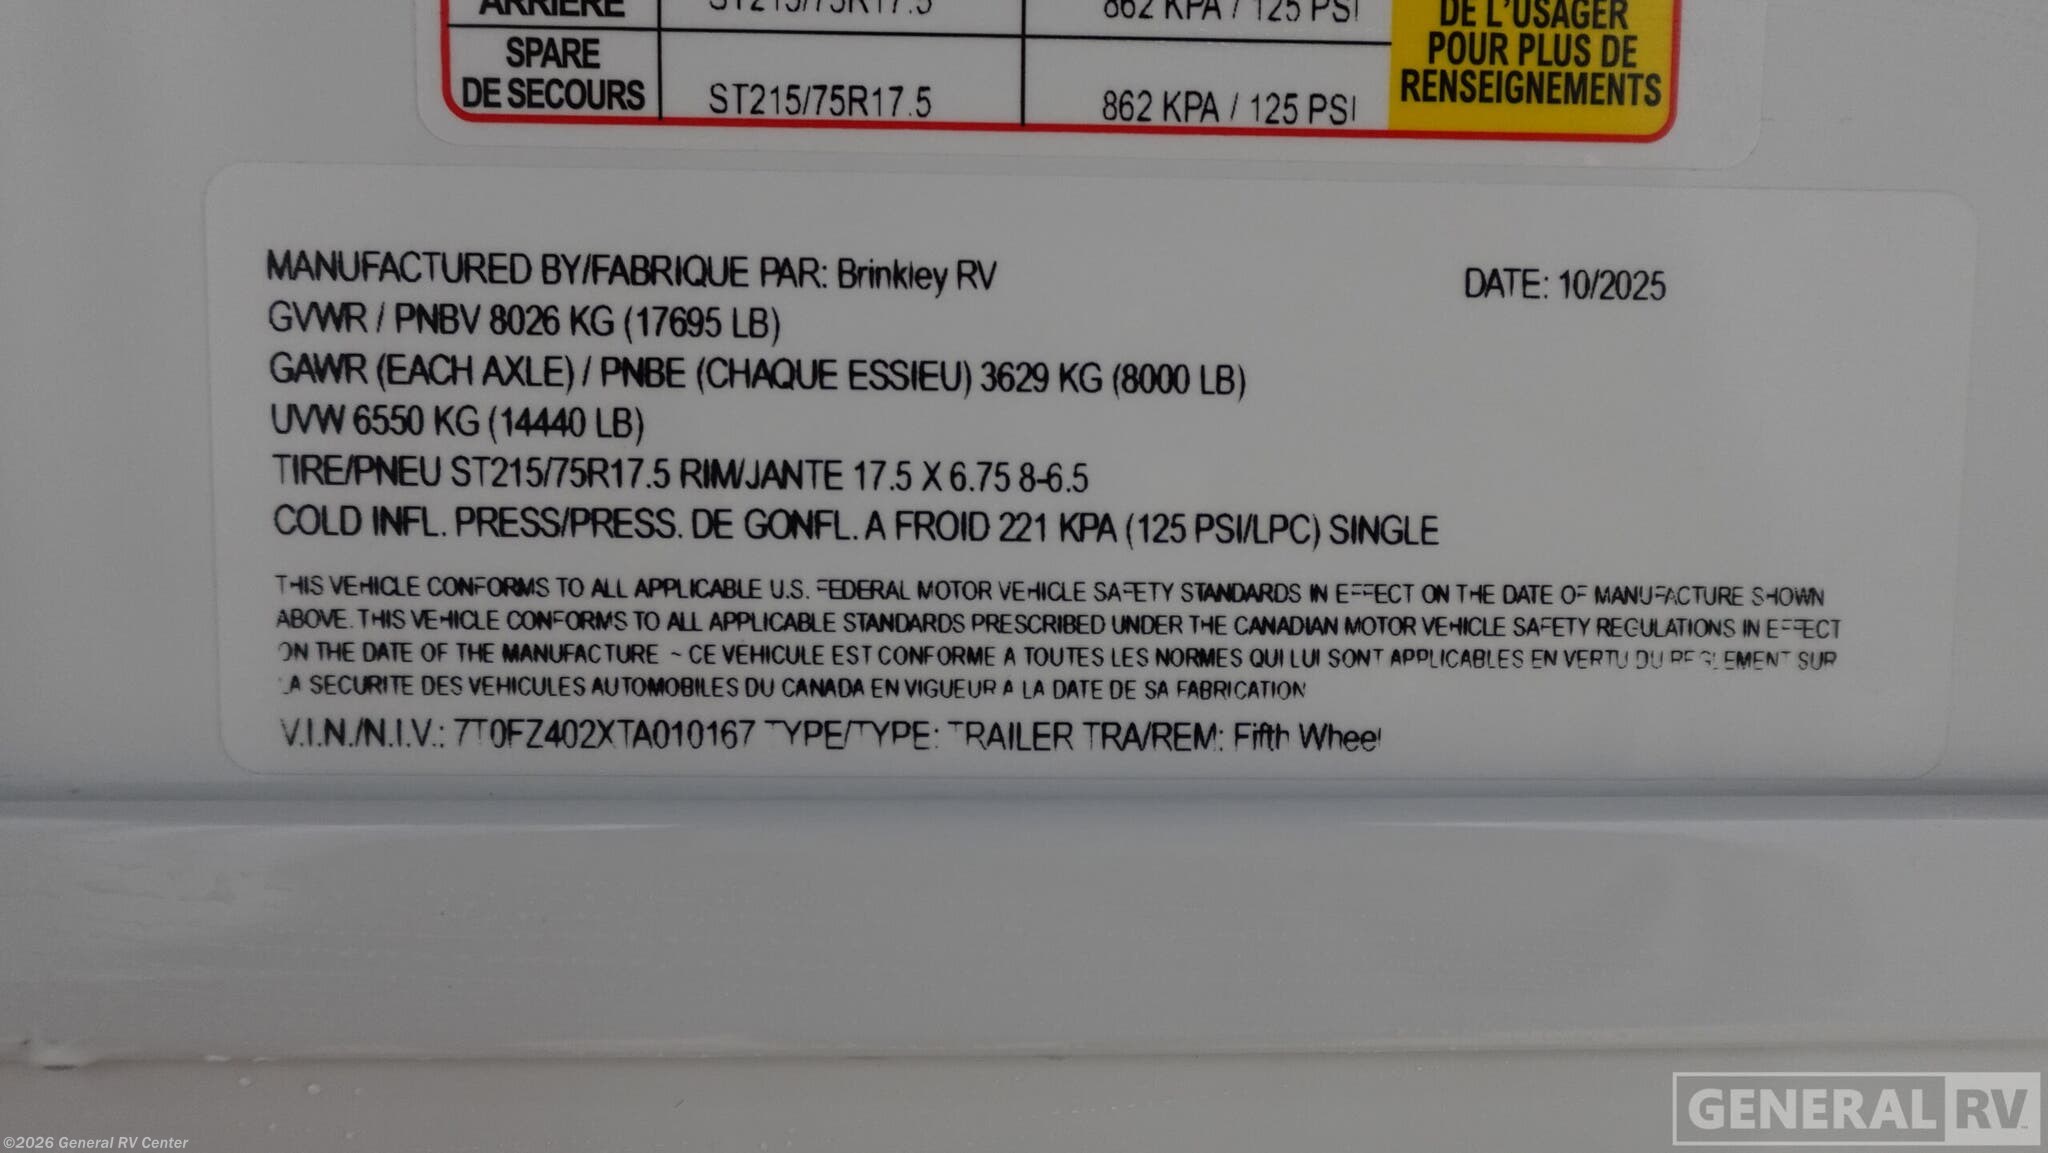 ARRIÈRE ST215/75R17.5 862 KPA / 125 PSI
DE L'USAGER
POUR PLUS DE
RENSEIGNEMENTS
SPARE
DE SECOURS ST215/75R17.5 862 KPA / 125 PSI
MANUFACTURED BY/FABRIQUE PAR: Brinkley RV DATE: 10/2025
GVWR / PNBV 8026 KG (17695 LB)
GAWR (EACH AXLE) / PNBE (CHAQUE ESSIEU) 3629 KG (8000 LB)
UVW 6550 KG (14440 LB)
TIRE/PNEU ST215/75R17.5 RIM/JANTE 17.5 X 6.75 8-6.5
COLD INFL. PRESS/PRESS. DE GONFL. A FROID 221 KPA (125 PSI/LPC) SINGLE
THIS VEHICLE CONFORMS TO ALL APPLICABLE U.S. FEDERAL MOTOR VEHICLE SAFETY STANDARDS IN EFFECT ON THE DATE OF MANUFACTURE SHOWN
ABOVE. THIS VEHICLE CONFORMS TO ALL APPLICABLE STANDARDS PRESCRIBED UNDER THE CANADIAN MOTOR VEHICLE SAFETY REGULATIONS IN EFFECT
ON THE DATE OF THE MANUFACTURE ~ CE VEHICULE EST CONFORME A TOUTES LES NORMES QUI LUI SONT APPLICABLES EN VERTU DU REGLEMENT SUR
LA SECURITE DES VEHICULES AUTOMOBILES DU CANADA EN VIGUEUR A LA DATE DE SA FABRICATION
V.I.N./N.I.V.: 7T0FZ402XTA010167 TYPE/TYPE: TRAILER TRA/REM: Fifth Wheel
GENERAL RV
©2026 General RV Center